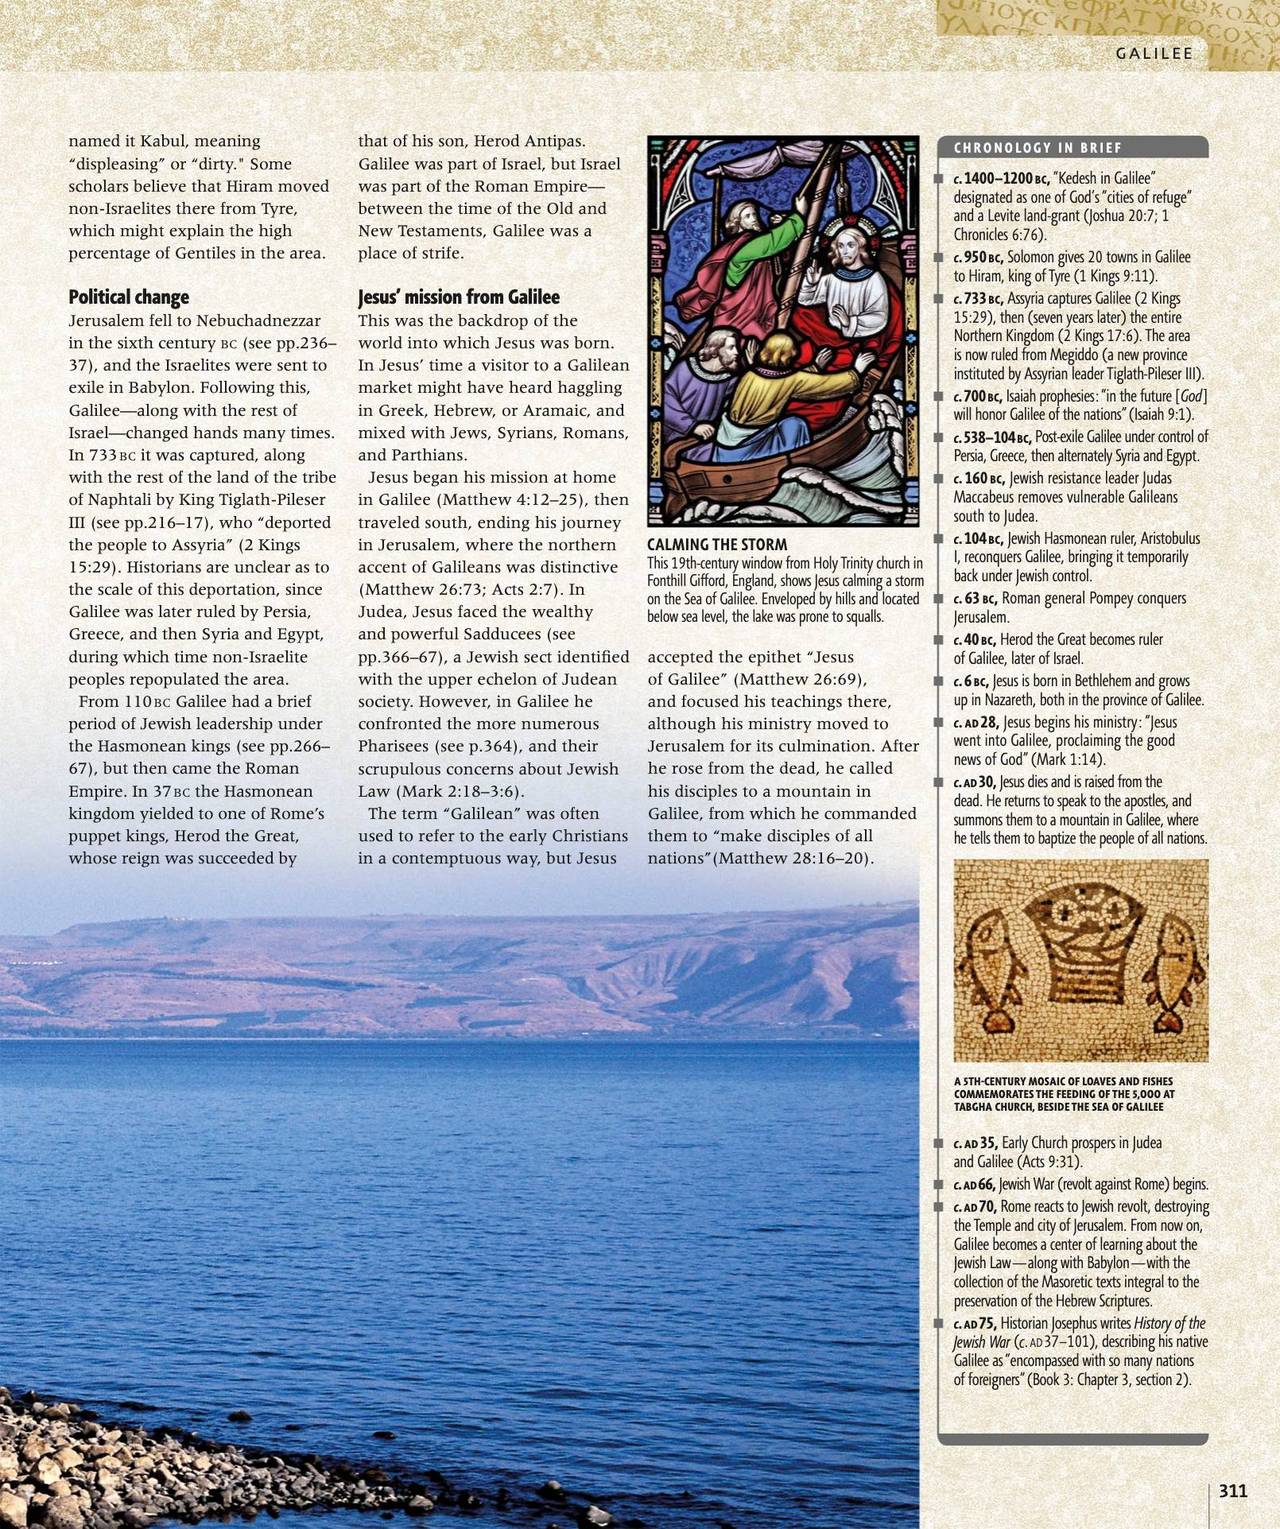 GALILEE
named it Kabul, meaning
“displeasing” or “dirty." Some
scholars believe that Hiram moved
non-Israelites there from Tyre,
which might explain the high
percentage of Gentiles in the area.
Political change
Jerusalem fell to Nebuchadnezzar
in the sixth century BC (see pp.236–
37), and the Israelites were sent to
exile in Babylon. Following this,
Galilee—along with the rest of
Israel—changed hands many times.
In 733 BC it was captured, along
with the rest of the land of the tribe
of Naphtali by King Tiglath-Pileser
III (see pp.216–17), who “deported
the people to Assyria” (2 Kings
15:29). Historians are unclear as to
the scale of this deportation, since
Galilee was later ruled by Persia,
Greece, and then Syria and Egypt,
during which time non-Israelite
peoples repopulated the area.
From 110 BC Galilee had a brief
period of Jewish leadership under
the Hasmonean kings (see pp.266–
67), but then came the Roman
Empire. In 37 BC the Hasmonean
kingdom yielded to one of Rome’s
puppet kings, Herod the Great,
whose reign was succeeded by
that of his son, Herod Antipas.
Galilee was part of Israel, but Israel
was part of the Roman Empire—
between the time of the Old and
New Testaments, Galilee was a
place of strife.
Jesus’ mission from Galilee
This was the backdrop of the
world into which Jesus was born.
In Jesus’ time a visitor to a Galilean
market might have heard haggling
in Greek, Hebrew, or Aramaic, and
mixed with Jews, Syrians, Romans,
and Parthians.
Jesus began his mission at home
in Galilee (Matthew 4:12–25), then
traveled south, ending his journey
in Jerusalem, where the northern
accent of Galileans was distinctive
(Matthew 26:73; Acts 2:7). In
Judea, Jesus faced the wealthy
and powerful Sadducees (see
pp.366–67), a Jewish sect identified
with the upper echelon of Judean
society. However, in Galilee he
confronted the more numerous
Pharisees (see p.364), and their
scrupulous concerns about Jewish
Law (Mark 2:18–3:6).
The term “Galilean” was often
used to refer to the early Christians
in a contemptuous way, but Jesus
CALMING THE STORM
This 19th-century window from Holy Trinity church in
Fonthill Gifford, England, shows Jesus calming a storm
on the Sea of Galilee. Enveloped by hills and located
below sea level, the lake was prone to squalls.
accepted the epithet “Jesus
of Galilee” (Matthew 26:69),
and focused his teachings there,
although his ministry moved to
Jerusalem for its culmination. After
he rose from the dead, he called
his disciples to a mountain in
Galilee, from which he commanded
them to “make disciples of all
nations” (Matthew 28:16–20).
CHRONOLOGY IN BRIEF
c.1400–1200 BC, “Kedesh in Galilee”
designated as one of God’s “cities of refuge”
and a Levite land-grant (Joshua 20:7; 1
Chronicles 6:76).
c.950 BC, Solomon gives 20 towns in Galilee
to Hiram, king of Tyre (1 Kings 9:11).
c.733 BC, Assyria captures Galilee (2 Kings
15:29), then (seven years later) the entire
Northern Kingdom (2 Kings 17:6). The area
is now ruled from Megiddo (a new province
instituted by Assyrian leader Tiglath-Pileser III).
c.700 BC, Isaiah prophesies: “in the future [God]
will honor Galilee of the nations” (Isaiah 9:1).
c.538–104 BC, Post-exile Galilee under control of
Persia, Greece, then alternately Syria and Egypt.
c.160 BC, Jewish resistance leader Judas
Maccabeus removes vulnerable Galileans
south to Judea.
c.104 BC, Jewish Hasmonean ruler, Aristobulus
I, reconquers Galilee, bringing it temporarily
back under Jewish control.
c.63 BC, Roman general Pompey conquers
Jerusalem.
c.40 BC, Herod the Great becomes ruler
of Galilee, later of Israel.
c.6 BC, Jesus is born in Bethlehem and grows
up in Nazareth, both in the province of Galilee.
c.AD 28, Jesus begins his ministry: “Jesus
went into Galilee, proclaiming the good
news of God” (Mark 1:14).
c.AD 30, Jesus dies and is raised from the
dead. He returns to speak to the apostles, and
summons them to a mountain in Galilee, where
he tells them to baptize the people of all nations.
A 5TH-CENTURY MOSAIC OF LOAVES AND FISHES
COMMEMORATES THE FEEDING OF THE 5,000 AT
TABGHA CHURCH, BESIDE THE SEA OF GALILEE
c.AD 35, Early Church prospers in Judea
and Galilee (Acts 9:31).
c.AD 66, Jewish War (revolt against Rome) begins.
c.AD 70, Rome reacts to Jewish revolt, destroying
the Temple and city of Jerusalem. From now on,
Galilee becomes a center of learning about the
Jewish Law—along with Babylon—with the
collection of the Masoretic texts integral to the
preservation of the Hebrew Scriptures.
c.AD 75, Historian Josephus writes History of the
Jewish War (c.AD 37–101), describing his native
Galilee as “encompassed with so many nations
of foreigners” (Book 3: Chapter 3, section 2).
311